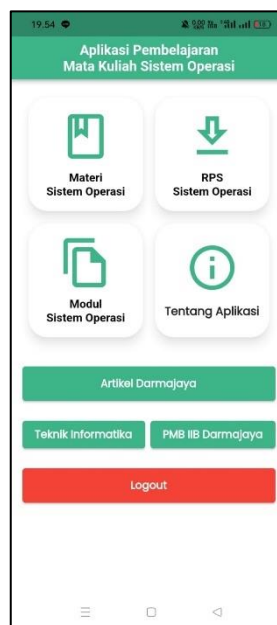 19.54
Aplikasi Pembelajaran
Mata Kuliah Sistem Operasi
Materi
Sistem Operasi
RPS
Sistem Operasi
Modul
Sistem Operasi
Tentang Aplikasi
Artikel Darmajaya
Teknik Informatika
PMB IIB Darmajaya
Logout